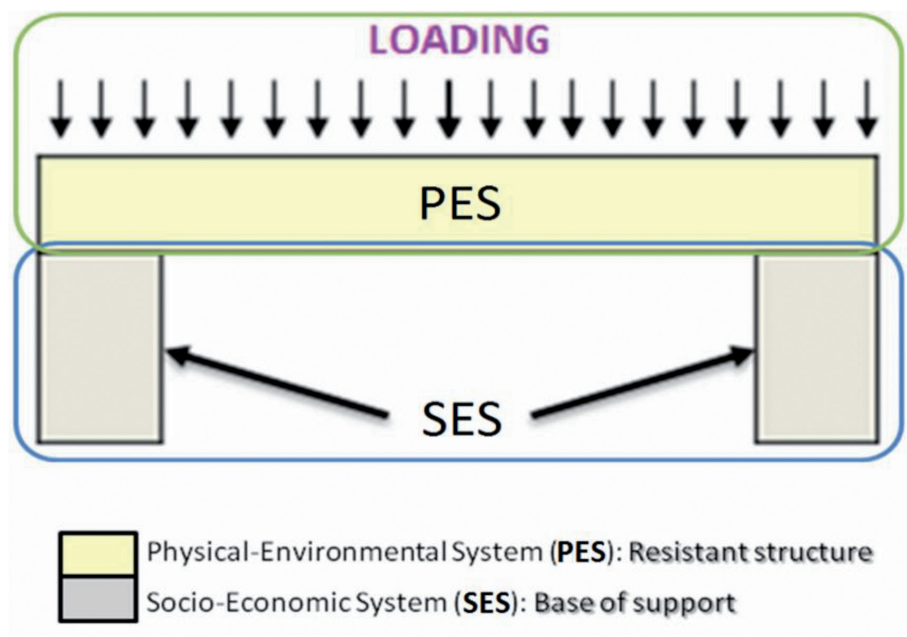 LOADING
PES
SES
Physical-Environmental System (PES): Resistant structure
Socio-Economic System (SES): Base of support